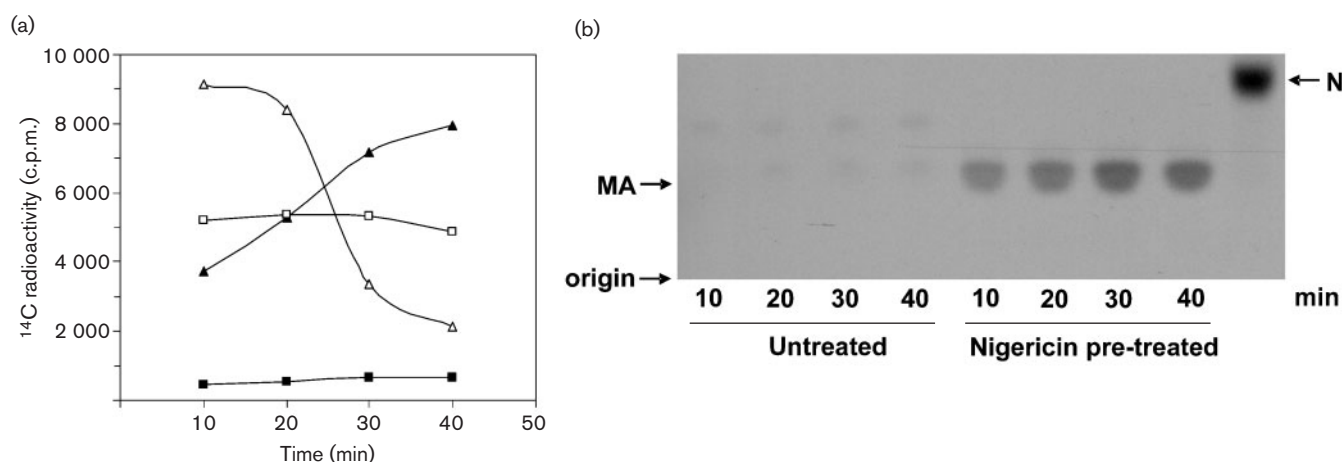 (a)
10 000
8 000
6 000
4 000
2 000
¹⁴C radioactivity (c.p.m.)
10 20 30 40 50
Time (min)
(b)
N
MA
origin
10 20 30 40 10 20 30 40 min
Untreated Nigericin pre-treated